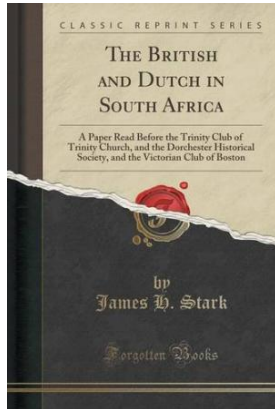 CLASSIC REPRINT SERIES
THE BRITISH
AND DUTCH IN
SOUTH AFRICA
A Paper Read Before the Trinity Club of
Trinity Church, and the Dorchester Historical
Society, and the Victorian Club of Boston
by
James H. Stark
Forgotten Books